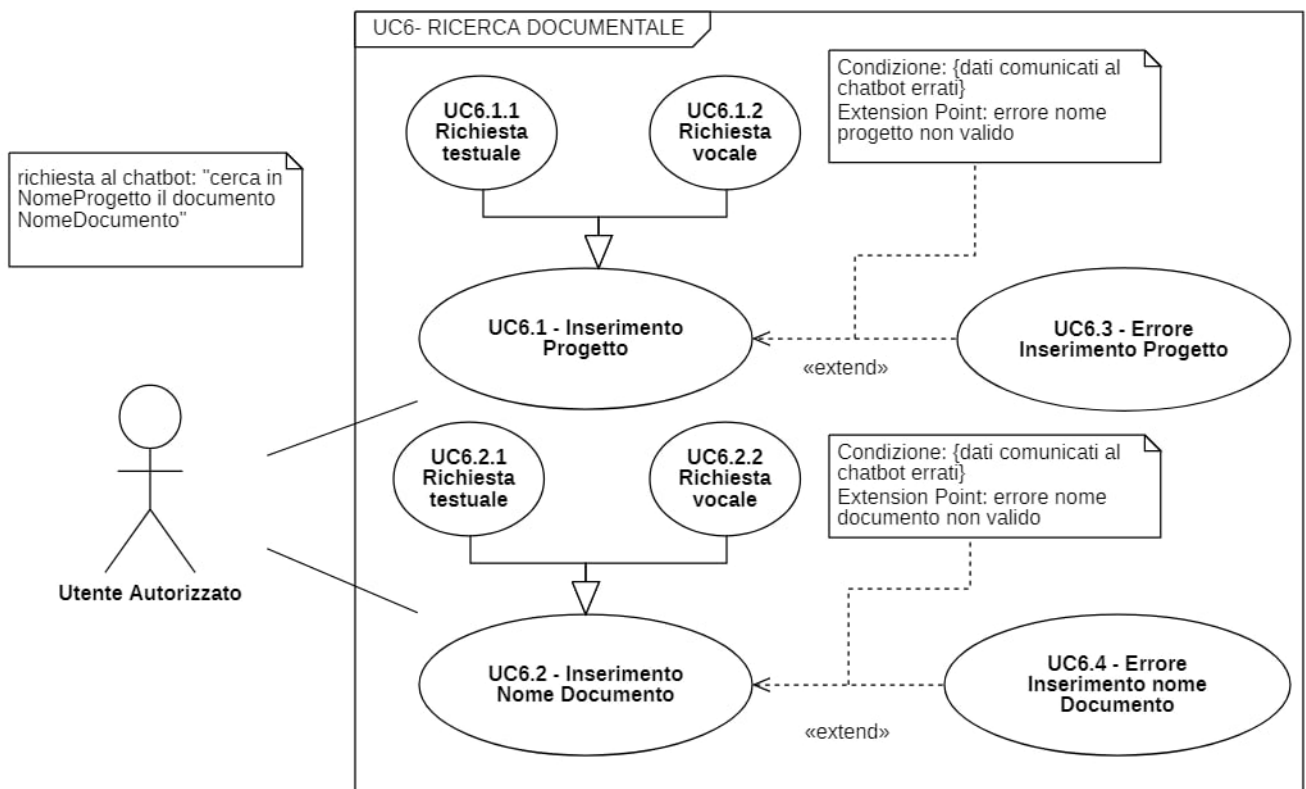 UC6- RICERCA DOCUMENTALE
Condizione: {dati comunicati al
chatbot errati}
Extension Point: errore nome
progetto non valido
UC6.1.1
Richiesta
testuale
UC6.1.2
Richiesta
vocale
richiesta al chatbot: "cerca in
NomeProgetto il documento
NomeDocumento"
UC6.1 - Inserimento
Progetto
«extend»
UC6.3 - Errore
Inserimento Progetto
Utente Autorizzato
UC6.2.1
Richiesta
testuale
UC6.2.2
Richiesta
vocale
Condizione: {dati comunicati al
chatbot errati}
Extension Point: errore nome
documento non valido
UC6.2 - Inserimento
Nome Documento
«extend»
UC6.4 - Errore
Inserimento nome
Documento